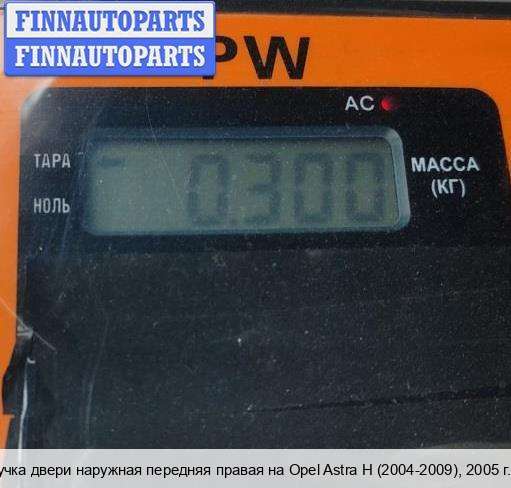 FINNAUTOPARTS
FINNAUTOPARTS
PW
AC
ТАРА
0.300
МАССА
(КГ)
НОЛЬ
учка двери наружная передняя правая на Opel Astra H (2004-2009), 2005 г.